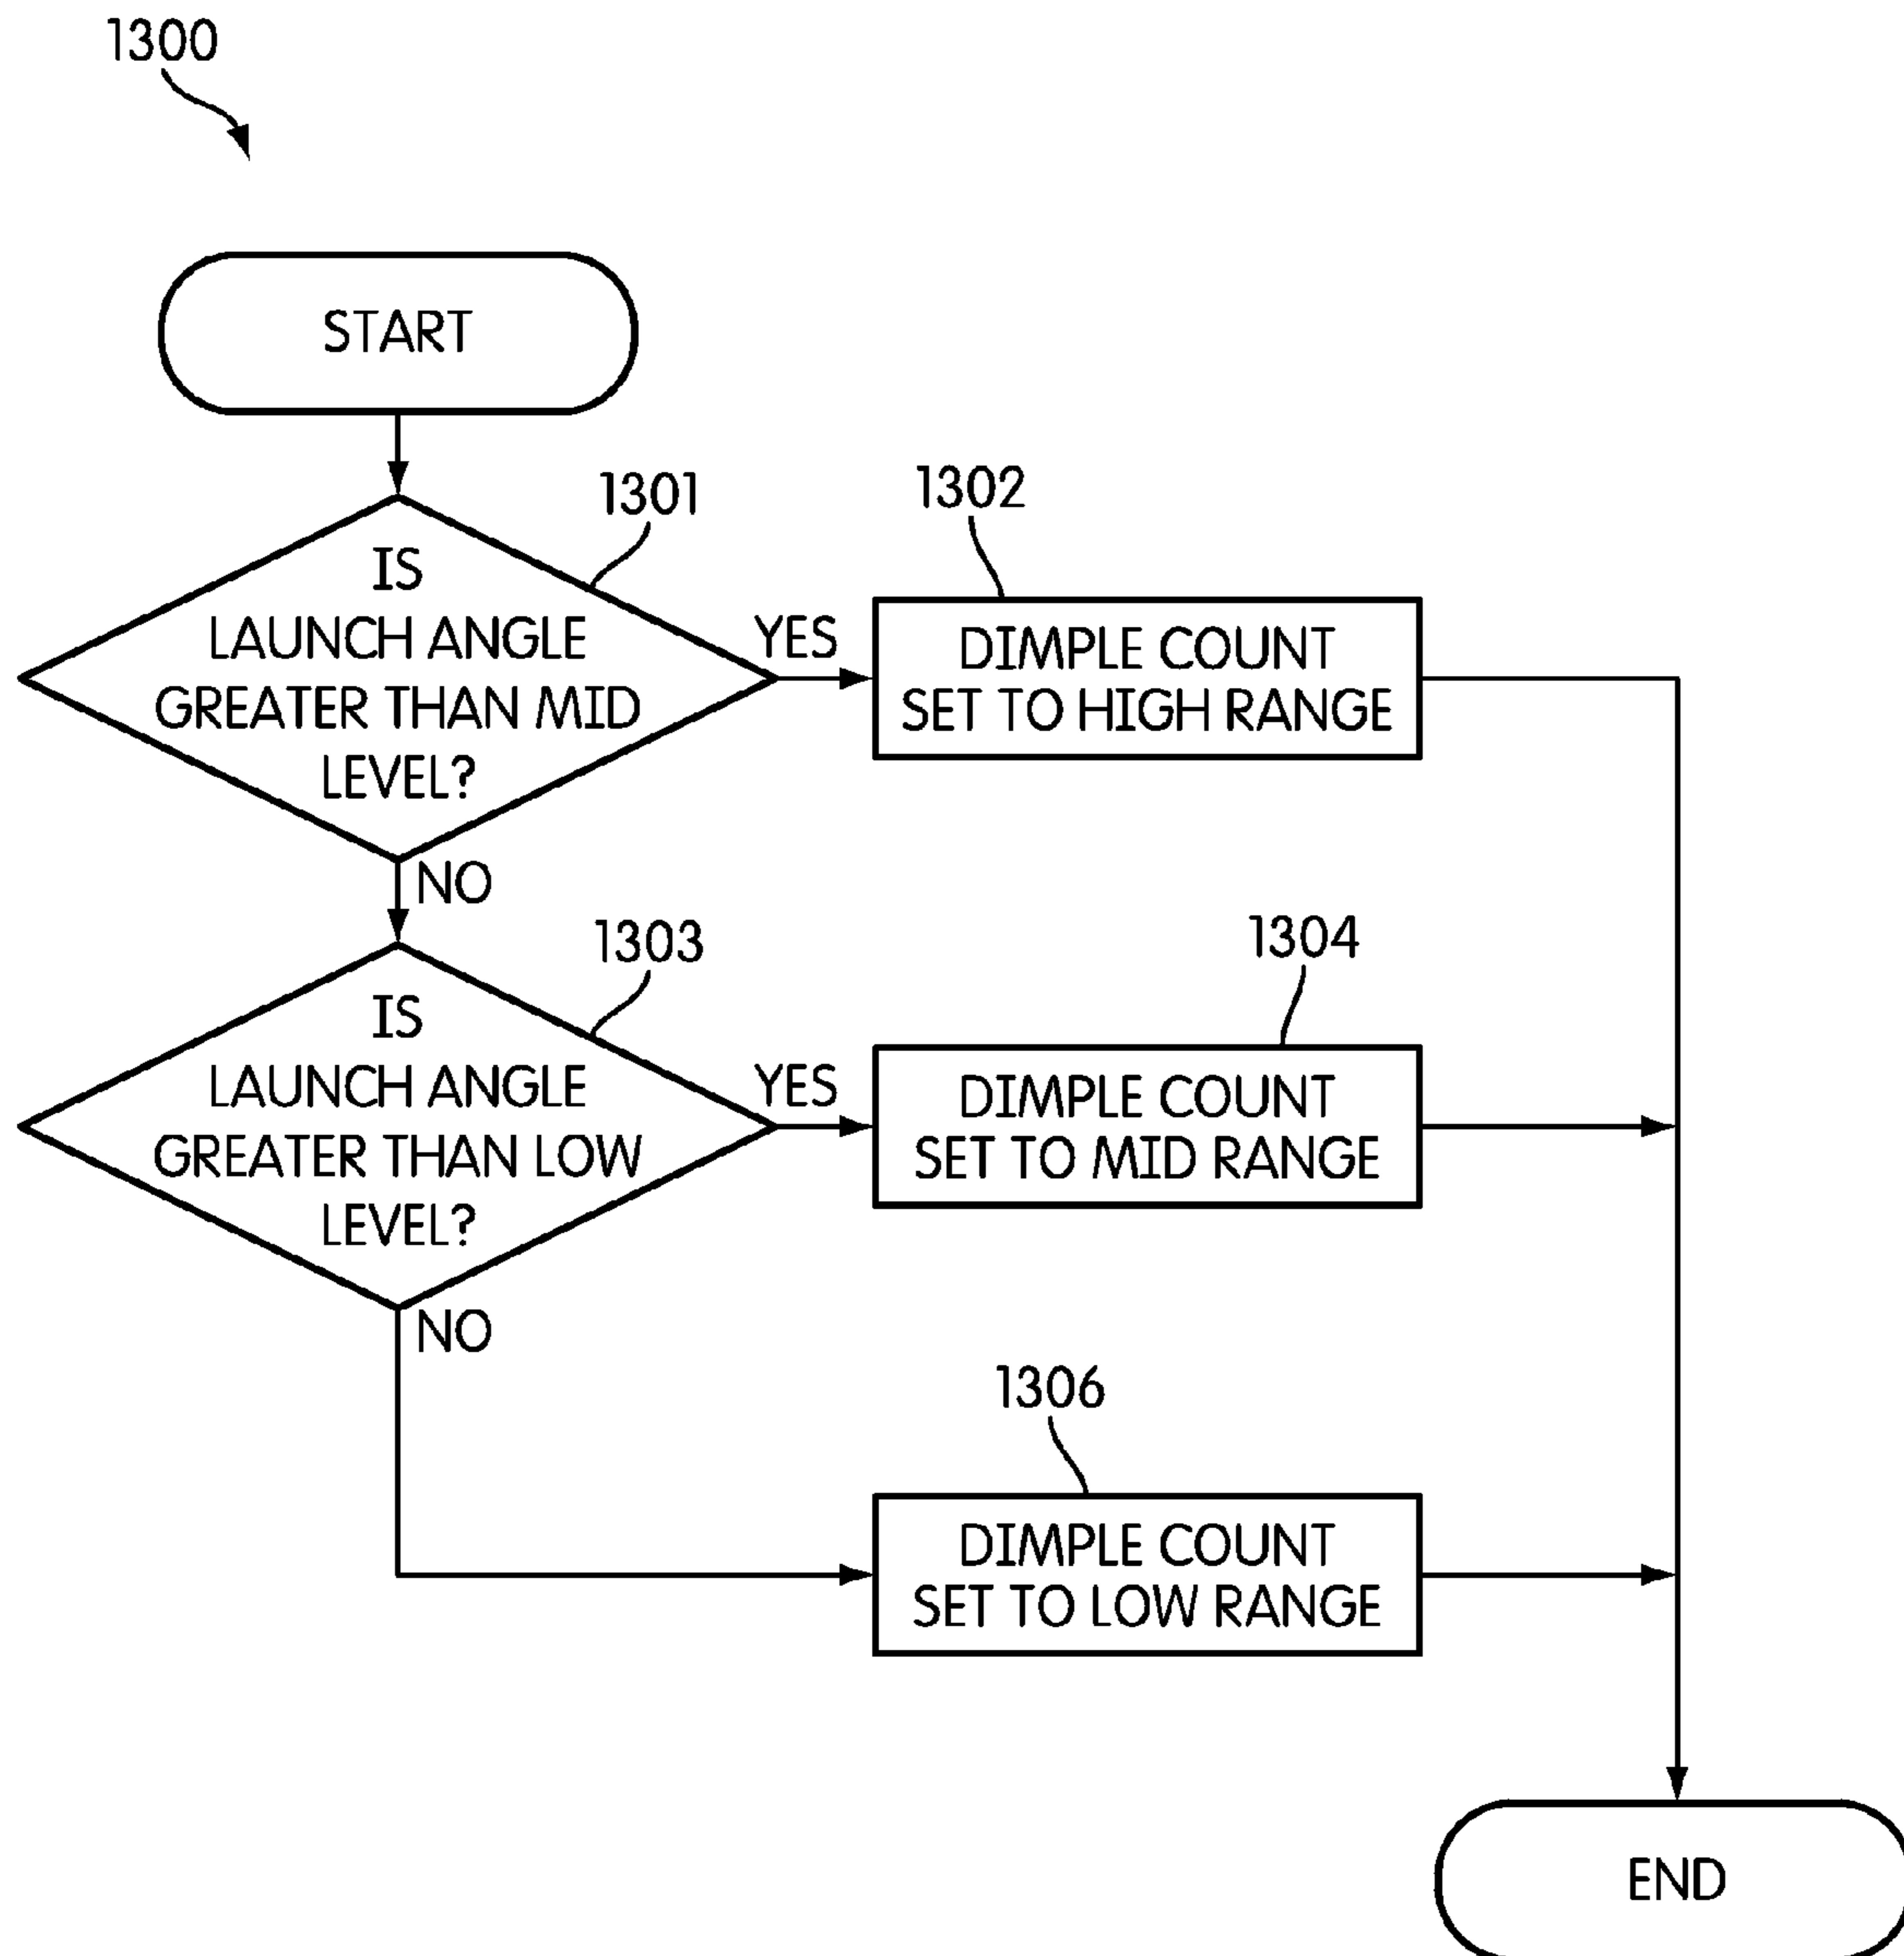 1300
START
1301
IS
LAUNCH ANGLE
GREATER THAN MID
LEVEL?
YES
1302
DIMPLE COUNT
SET TO HIGH RANGE
NO
1303
IS
LAUNCH ANGLE
GREATER THAN LOW
LEVEL?
YES
1304
DIMPLE COUNT
SET TO MID RANGE
NO
1306
DIMPLE COUNT
SET TO LOW RANGE
END